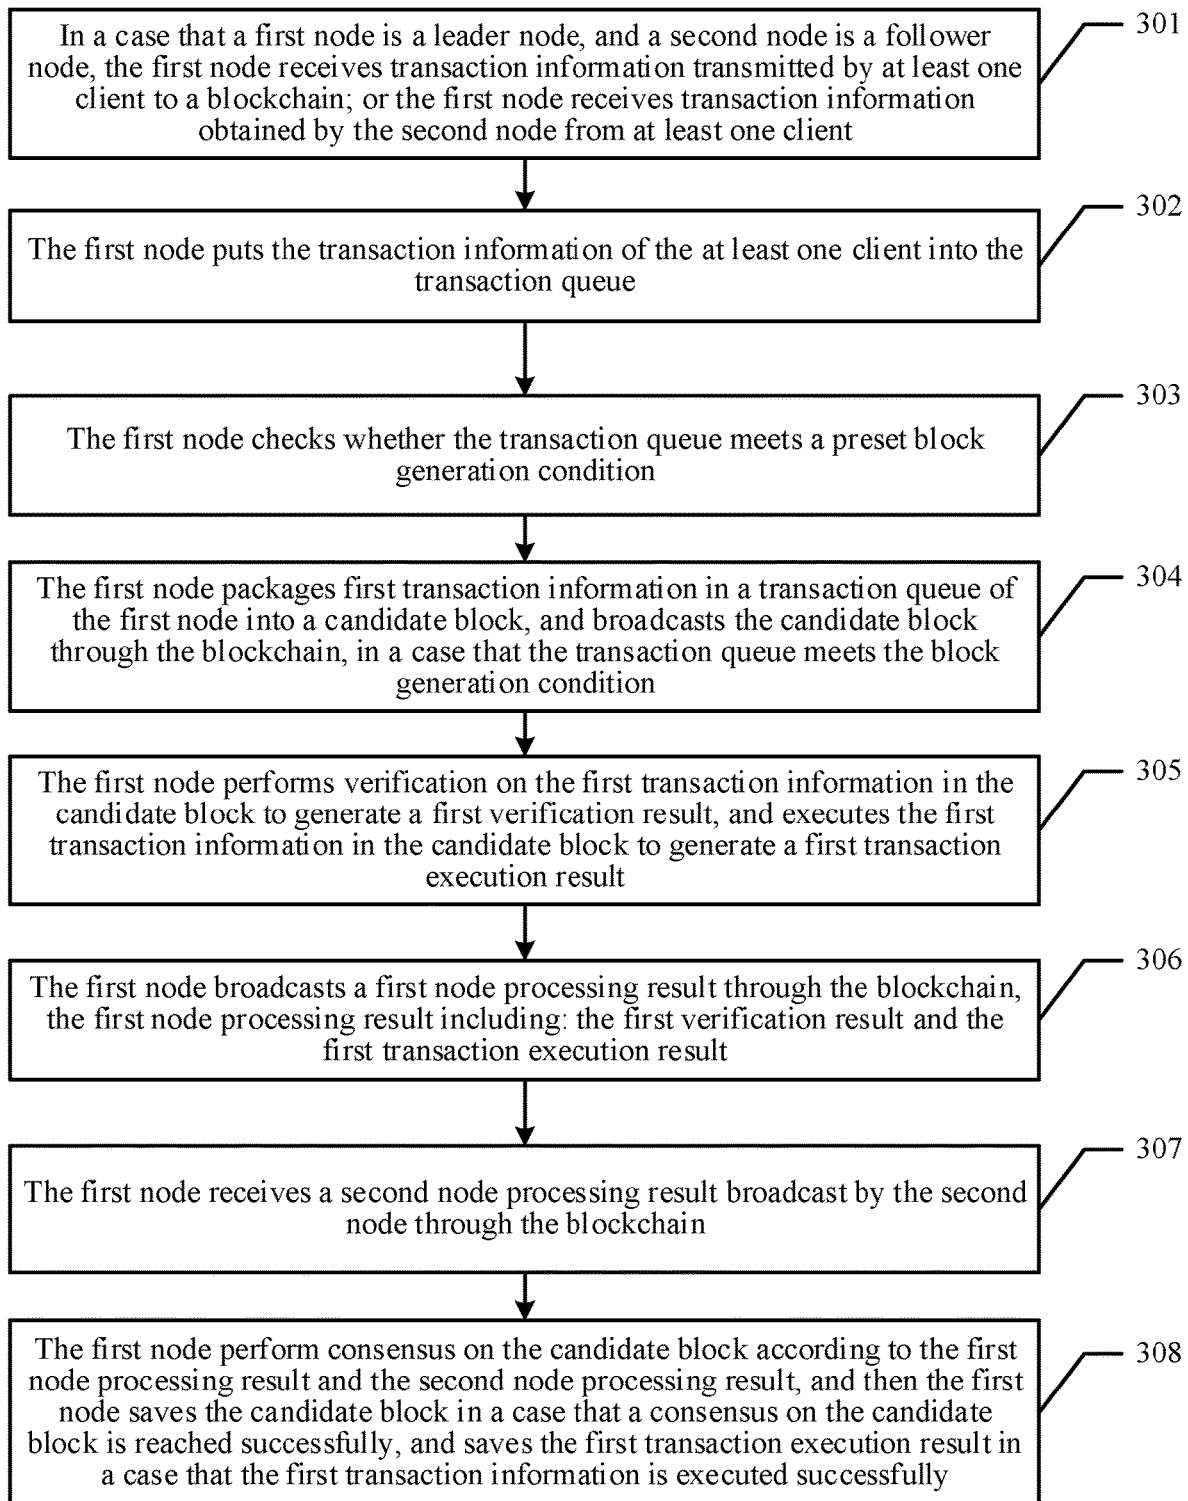 In a case that a first node is a leader node, and a second node is a follower
node, the first node receives transaction information transmitted by at least one
client to a blockchain; or the first node receives transaction information
obtained by the second node from at least one client
301
The first node puts the transaction information of the at least one client into the
transaction queue
302
The first node checks whether the transaction queue meets a preset block
generation condition
303
The first node packages first transaction information in a transaction queue of
the first node into a candidate block, and broadcasts the candidate block
through the blockchain, in a case that the transaction queue meets the block
generation condition
304
The first node performs verification on the first transaction information in the
candidate block to generate a first verification result, and executes the first
transaction information in the candidate block to generate a first transaction
execution result
305
The first node broadcasts a first node processing result through the blockchain,
the first node processing result including: the first verification result and the
first transaction execution result
306
The first node receives a second node processing result broadcast by the second
node through the blockchain
307
The first node perform consensus on the candidate block according to the first
node processing result and the second node processing result, and then the first
node saves the candidate block in a case that a consensus on the candidate
block is reached successfully, and saves the first transaction execution result in
a case that the first transaction information is executed successfully
308